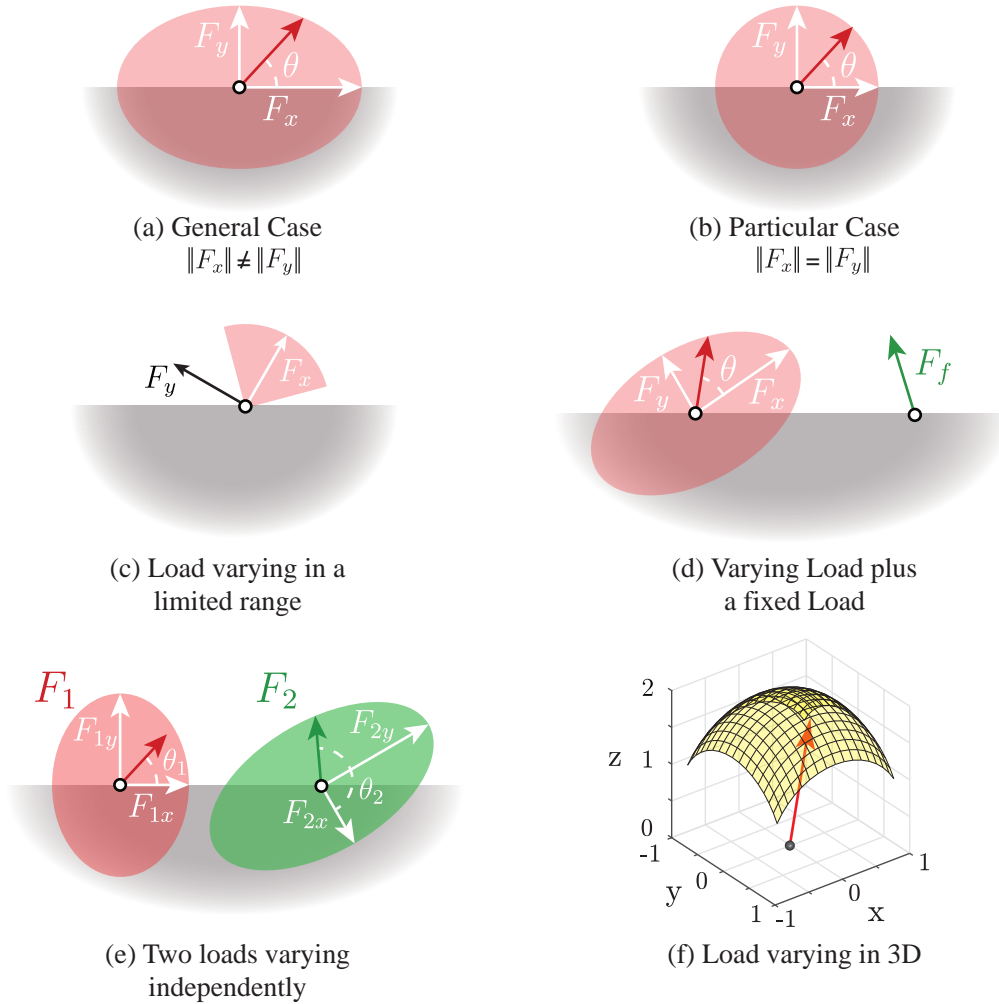 F_y θ F_x
(a) General Case
‖F_x‖ ≠ ‖F_y‖
F_y θ F_x
(b) Particular Case
‖F_x‖ = ‖F_y‖
F_y F_x
(c) Load varying in a
limited range
F_y θ F_x F_f
(d) Varying Load plus
a fixed Load
F_1 F_1y θ_1 F_1x
F_2 F_2y θ_2 F_2x
(e) Two loads varying
independently
z
2
1
0
-1
0
1
y
-1
0
1
x
(f) Load varying in 3D